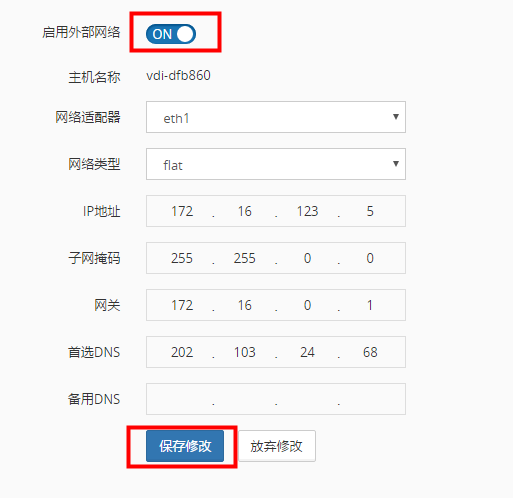 启用外部网络 ON
主机名称 vdi-dfb860
网络适配器 eth1
网络类型 flat
IP地址 172 . 16 . 123 . 5
子网掩码 255 . 255 . 0 . 0
网关 172 . 16 . 0 . 1
首选DNS 202 . 103 . 24 . 68
备用DNS . . .
保存修改 放弃修改